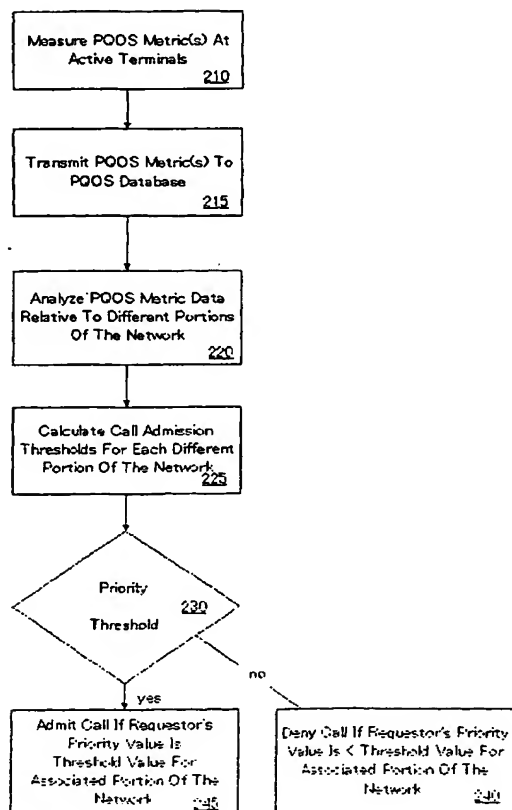 Measure PQOS Metric(s) At
Active Terminals
210
Transmit PQOS Metric(s) To
PQOS Database
215
Analyze PQOS Metric Data
Relative To Different Portions
Of The Network
220
Calculate Call Admission
Thresholds For Each Different
Portion Of The Network
225
Priority
230
Threshold
no
yes
Admit Call If Requestor's
Priority Value Is
Threshold Value For
Associated Portion Of The
Network
245
Deny Call If Requestor's Priority
Value Is < Threshold Value For
Associated Portion Of The
Network
240